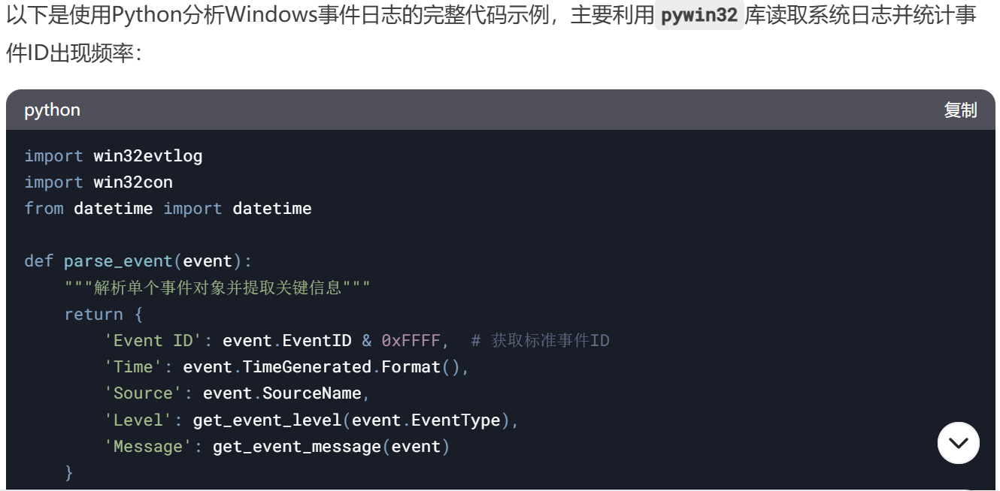 以下是使用Python分析Windows事件日志的完整代码示例，主要利用 pywin32 库读取系统日志并统计事
件ID出现频率：
python 复制
import win32evtlog
import win32con
from datetime import datetime
def parse_event(event):
    """解析单个事件对象并提取关键信息"""
    return {
        'Event ID': event.EventID & 0xFFFF,  # 获取标准事件ID
        'Time': event.TimeGenerated.Format(),
        'Source': event.SourceName,
        'Level': get_event_level(event.EventType),
        'Message': get_event_message(event)
    }